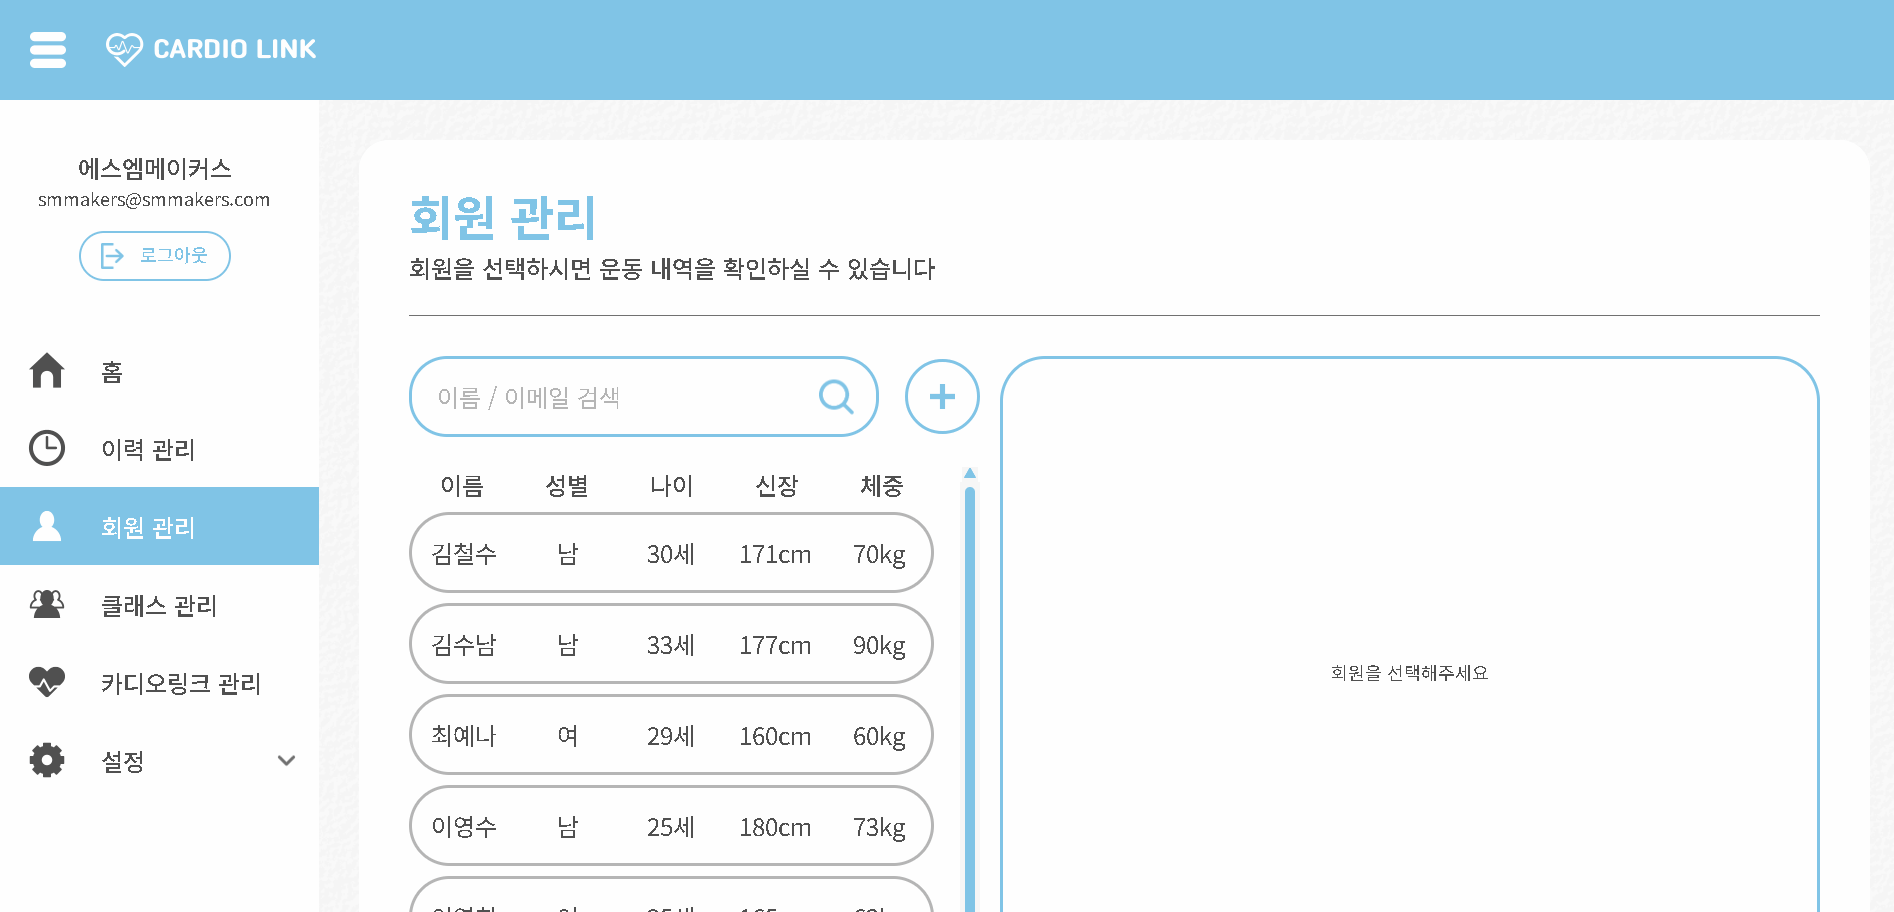 CARDIO LINK
에스엠메이커스
smmakers@smmakers.com
로그아웃
홈
이력 관리
회원 관리
클래스 관리
카디오링크 관리
설정
회원 관리
회원을 선택하시면 운동 내역을 확인하실 수 있습니다
이름 / 이메일 검색
이름 성별 나이 신장 체중
김철수 남 30세 171cm 70kg
김수남 남 33세 177cm 90kg
최예나 여 29세 160cm 60kg
이영수 남 25세 180cm 73kg
회원을 선택해주세요